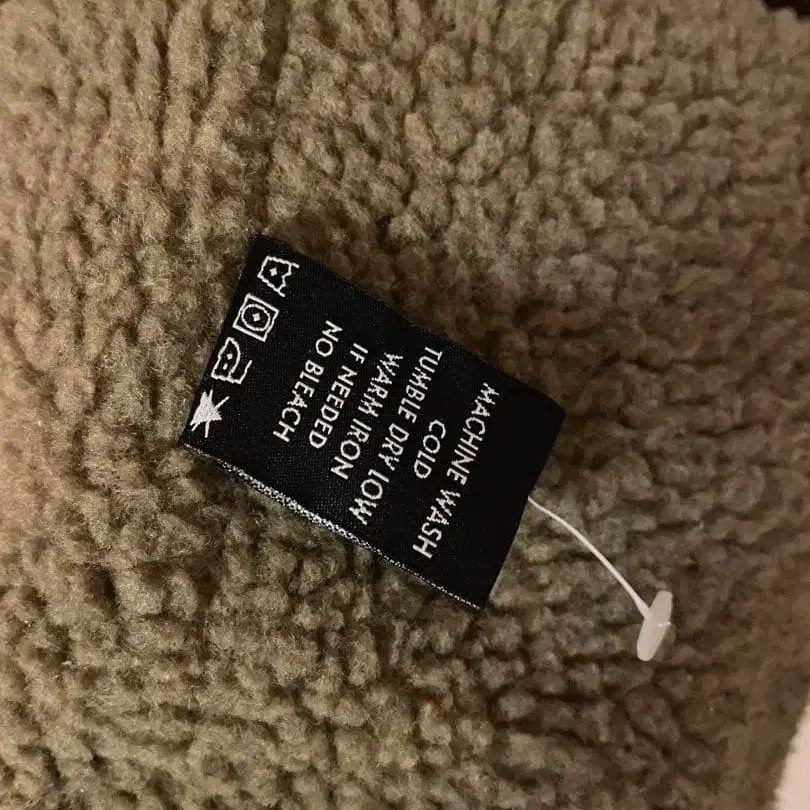 MACHINE WASH
COLD
TUMBLE DRY LOW
WARM IRON
IF NEEDED
NO BLEACH